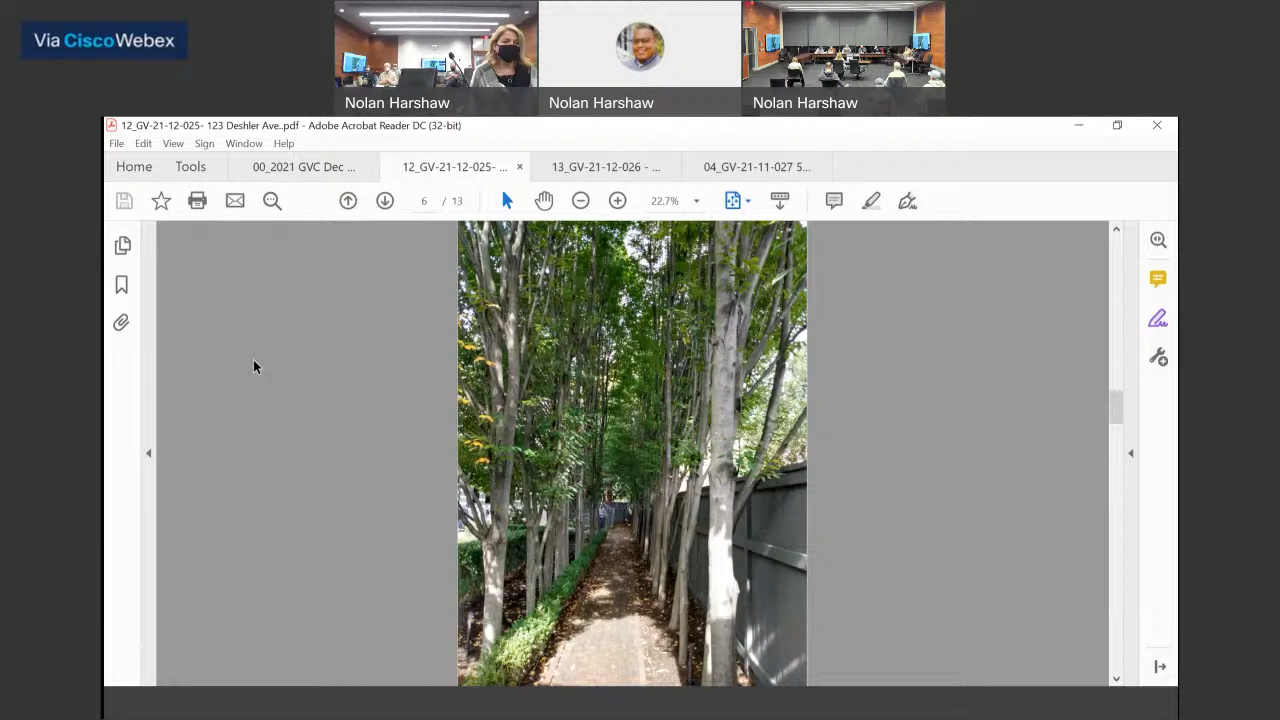 Via Cisco Webex
Nolan Harshaw
Nolan Harshaw
Nolan Harshaw
12_GV-21-12-025- 123 Deshler Ave..pdf - Adobe Acrobat Reader DC (32-bit)
File Edit View Sign Window Help
Home Tools 00_2021 GVC Dec ... 12_GV-21-12-025- ... × 13_GV-21-12-026 - ... 04_GV-21-11-027 5...
6 / 13 22.7%